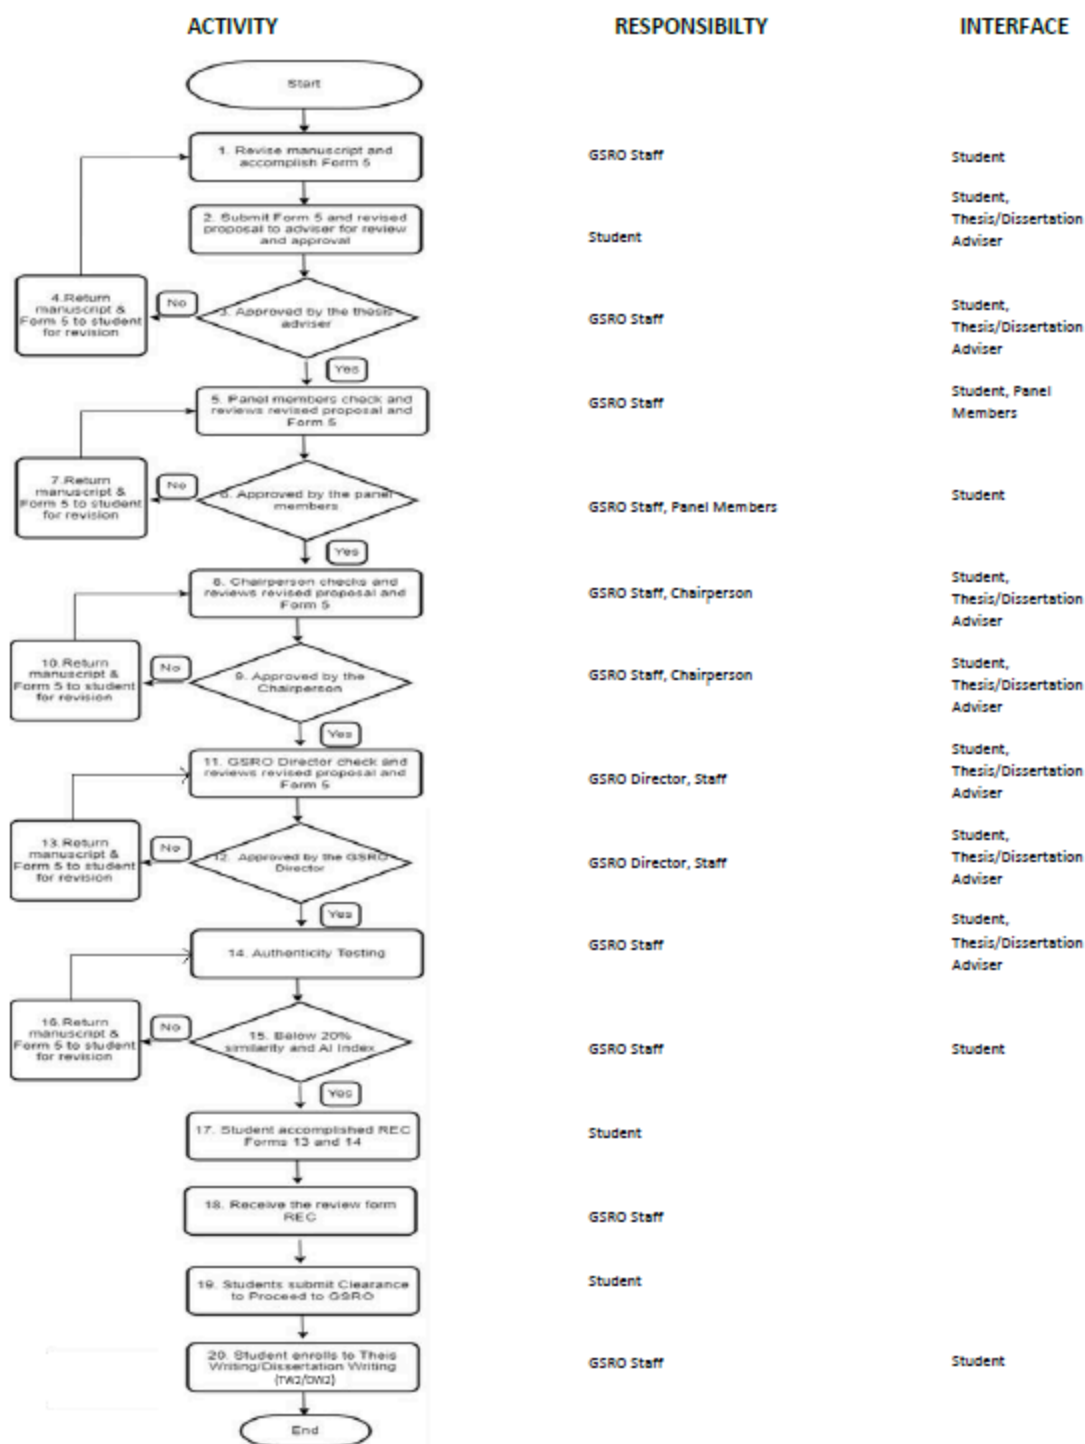 ACTIVITY RESPONSIBILTY INTERFACE
Start
1. Revise manuscript and
accomplish Form 5
GSRO Staff
Student
2. Submit Form 5 and revised
proposal to adviser for review
and approval
Student
Student,
Thesis/Dissertation
Adviser
4.Return
manuscript &
Form 5 to student
for revision
No
3. Approved by the thesis
adviser
GSRO Staff
Student,
Thesis/Dissertation
Adviser
Yes
5. Panel members check and
reviews revised proposal and
Form 5
GSRO Staff
Student, Panel
Members
7.Return
manuscript &
Form 5 to student
for revision
No
6. Approved by the panel
members
GSRO Staff, Panel Members
Student
Yes
8. Chairperson checks and
reviews revised proposal and
Form 5
GSRO Staff, Chairperson
Student,
Thesis/Dissertation
Adviser
10.Return
manuscript &
Form 5 to student
for revision
No
9. Approved by the
Chairperson
GSRO Staff, Chairperson
Student,
Thesis/Dissertation
Adviser
Yes
11. GSRO Director check and
reviews revised proposal and
Form 5
GSRO Director, Staff
Student,
Thesis/Dissertation
Adviser
13.Return
manuscript &
Form 5 to student
for revision
No
12. Approved by the GSRO
Director
GSRO Director, Staff
Student,
Thesis/Dissertation
Adviser
Yes
14. Authenticity Testing
GSRO Staff
Student,
Thesis/Dissertation
Adviser
16.Return
manuscript &
Form 5 to student
for revision
No
15. Below 20%
similarity and AI Index
GSRO Staff
Student
Yes
17. Student accomplished REC
Forms 13 and 14
Student
18. Receive the review form
REC
GSRO Staff
19. Students submit Clearance
to Proceed to GSRO
Student
20. Student enrolls to Theis
Writing/Dissertation Writing
(TW2/DW2)
GSRO Staff
Student
End